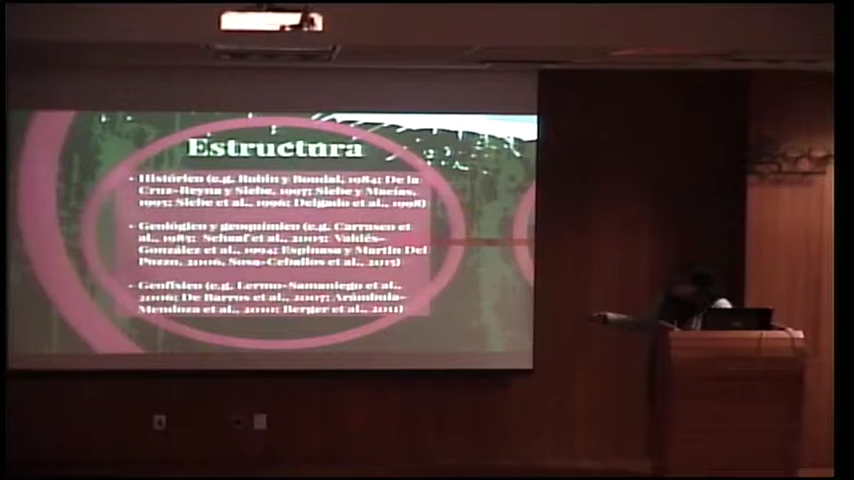 Estructura
• Histórico (e.g. Robin y Boudal, 1984; De la
Cruz-Reyna y Siebe, 1997; Siebe y Macías,
1995; Siebe et al., 1996; Delgado et al., 1998)
• Geológico y geoquímico (e.g. Carrasco et
al., 1985; Schaaf et al., 2005; Valdés-
González et al., 1994; Espinasa y Martin Del
Pozzo, 2006, Sosa-Ceballos et al., 2015)
• Geofísico (e.g. Lermo-Samaniego et al.,
2006; De Barros et al., 2007; Arámbula-
Mendoza et al., 2010; Berger et al., 2011)